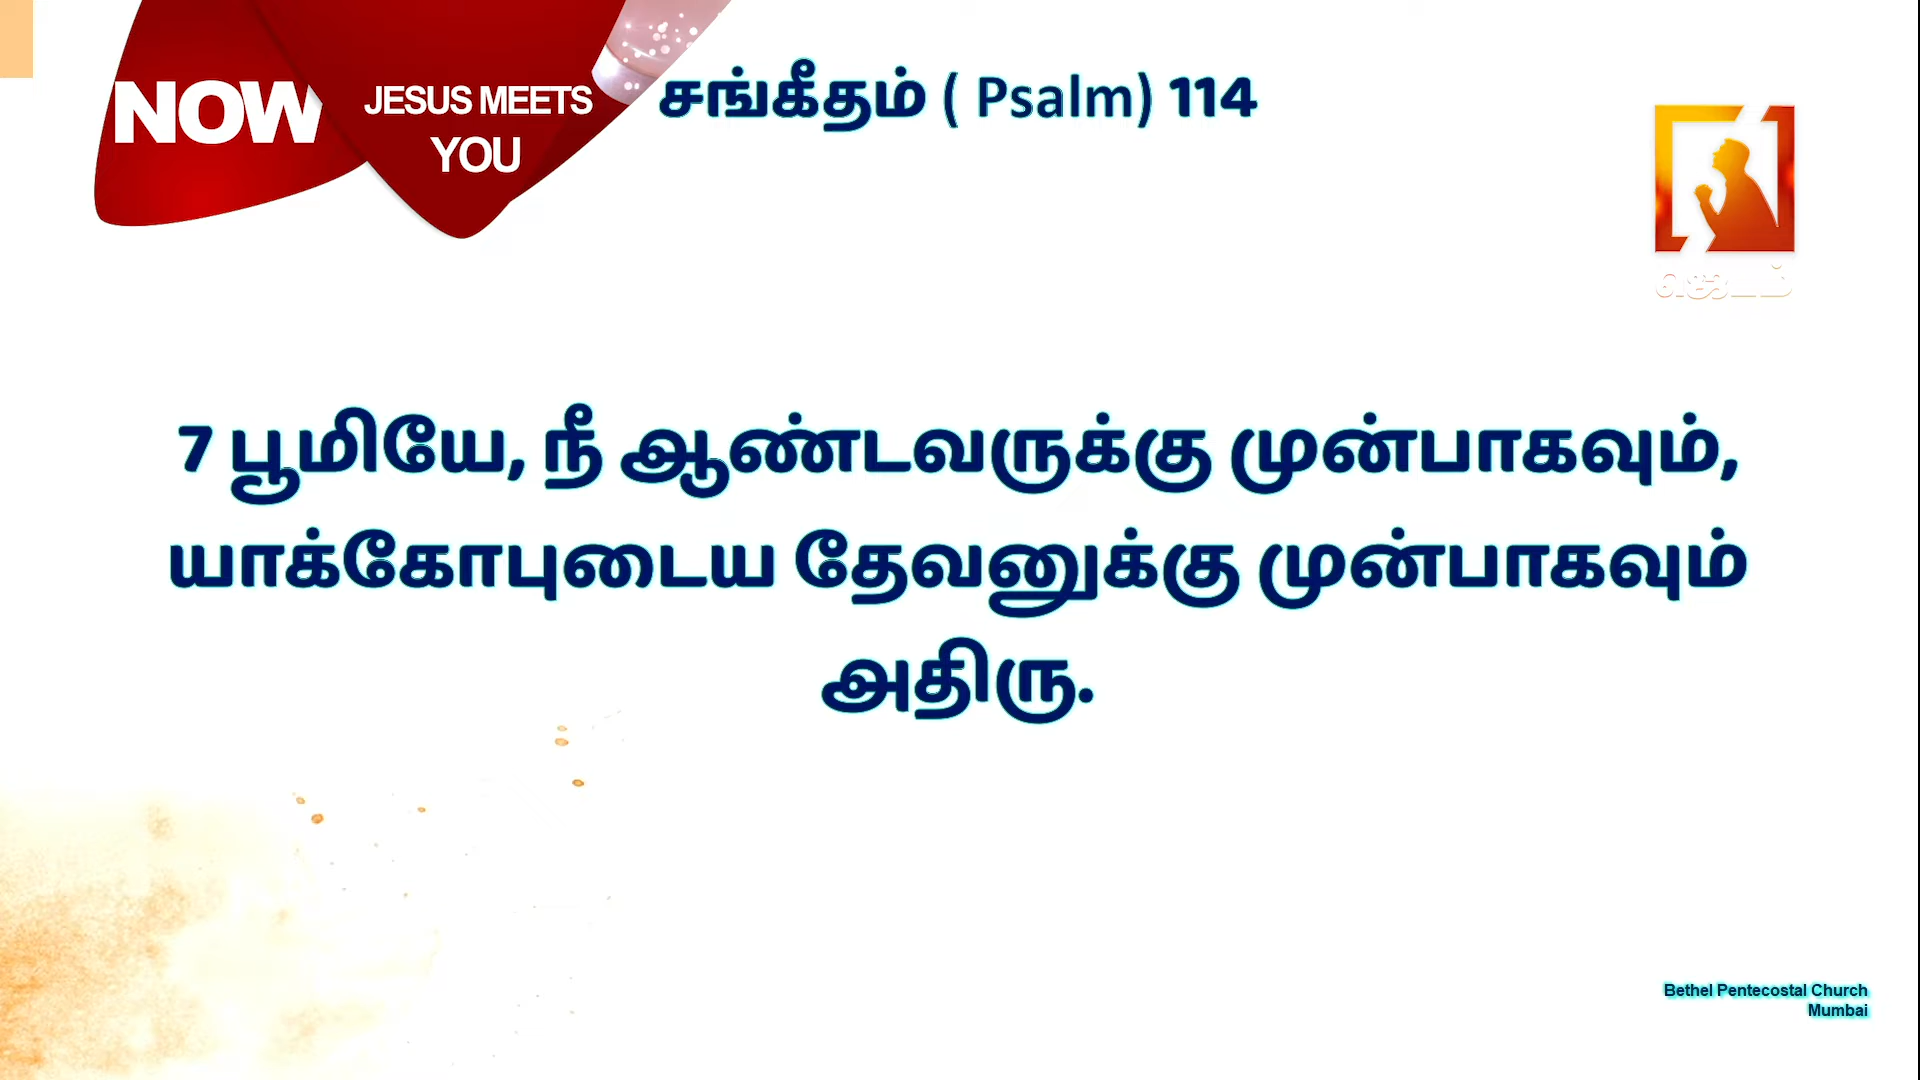 NOW
JESUS MEETS
YOU
சங்கீதம் ( Psalm) 114
ஜெபம்
7 பூமியே, நீ ஆண்டவருக்கு முன்பாகவும்,
யாக்கோபுடைய தேவனுக்கு முன்பாகவும்
அதிரு.
Bethel Pentecostal Church
Mumbai